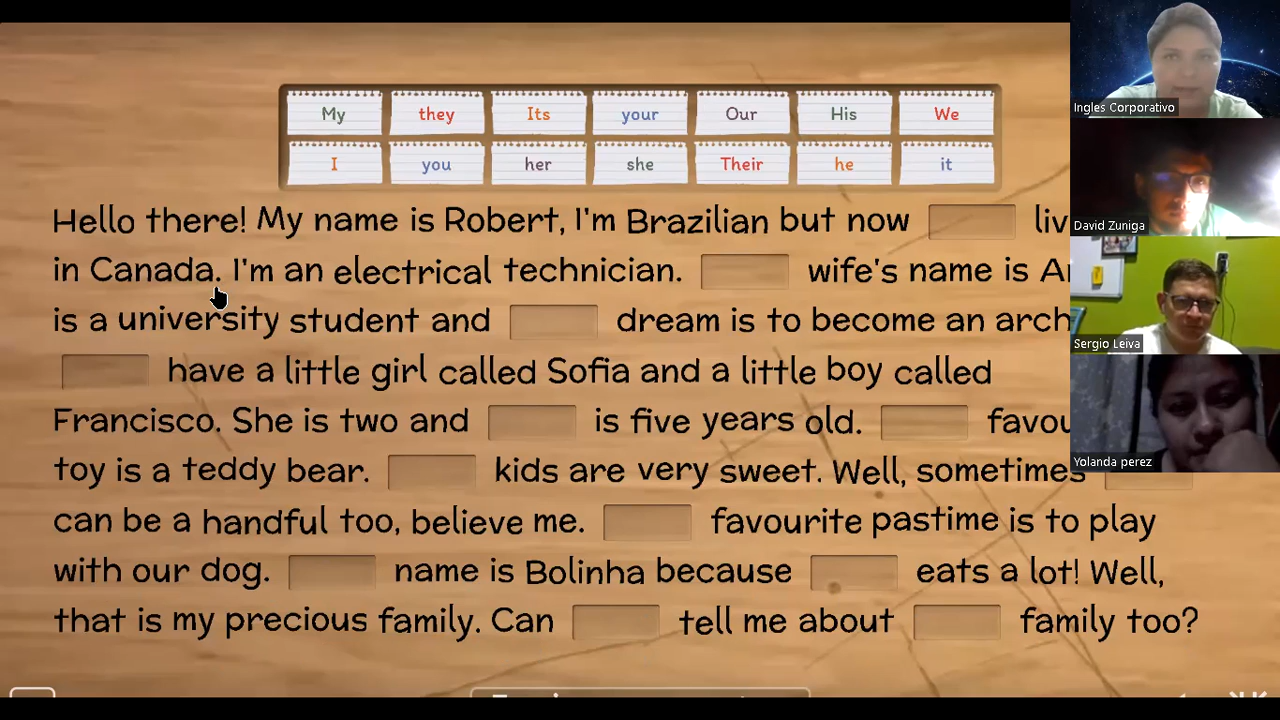 My they Its your Our His We
I you her she Their he it
Hello there! My name is Robert, I'm Brazilian but now
in Canada. I'm an electrical technician. wife's name is
is a university student and dream is to become an
have a little girl called Sofia and a little boy called
Francisco. She is two and is five years old.
toy is a teddy bear. kids are very sweet. Well, sometimes
can be a handful too, believe me. favourite pastime is to play
with our dog. name is Bolinha because eats a lot! Well,
that is my precious family. Can tell me about family too?
Ingles Corporativo
David Zuniga
Sergio Leiva
Yolanda perez